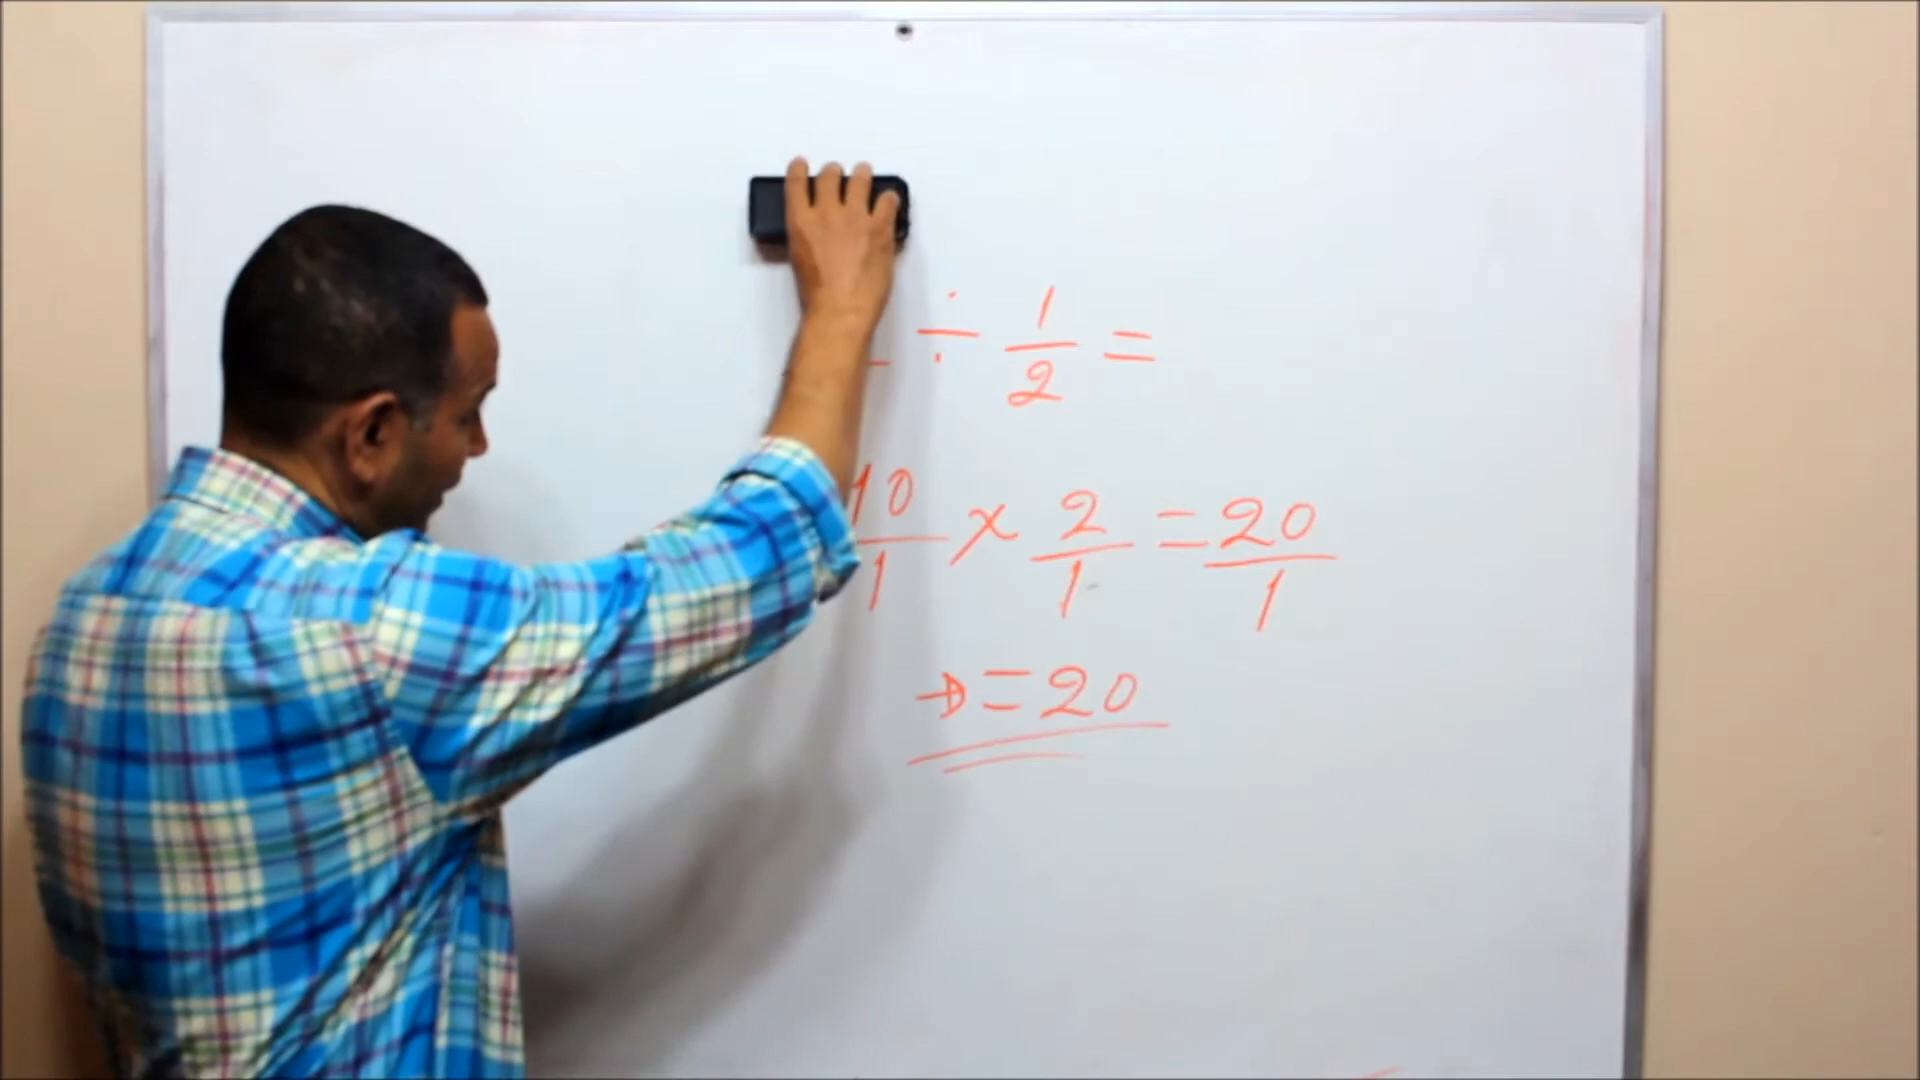 ÷ 1/2 =
10/1 × 2/1 = 20/1
→ = 20